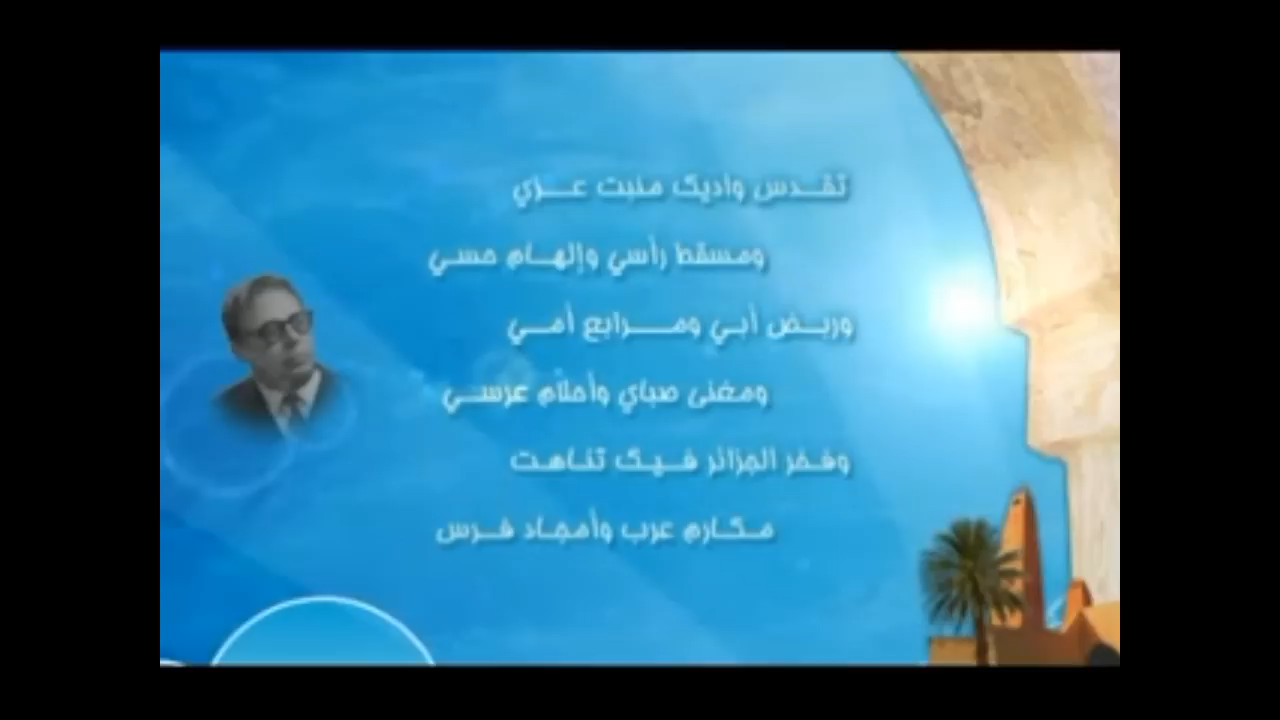 تقدس واديك منبت عزي
ومسقط رأسي وإلهام حسي
وربض أبي ومرابع أمي
ومغنى صباي وأحلام عرسي
وفخر الجزائر فيك تناهت
مكارم عرب وأمجاد فرس